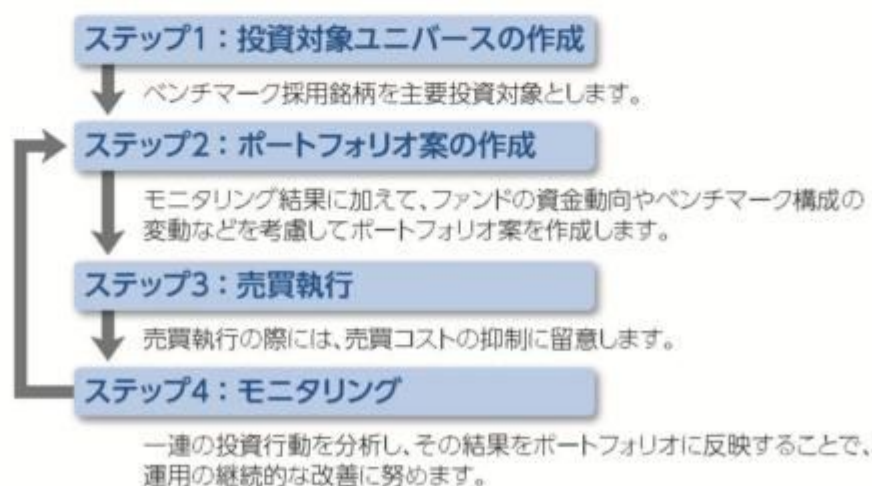 ステップ1：投資対象ユニバースの作成
ベンチマーク採用銘柄を主要投資対象とします。
ステップ2：ポートフォリオ案の作成
モニタリング結果に加えて、ファンドの資金動向やベンチマーク構成の
変動などを考慮してポートフォリオ案を作成します。
ステップ3：売買執行
売買執行の際には、売買コストの抑制に留意します。
ステップ4：モニタリング
一連の投資行動を分析し、その結果をポートフォリオに反映することで、
運用の継続的な改善に努めます。